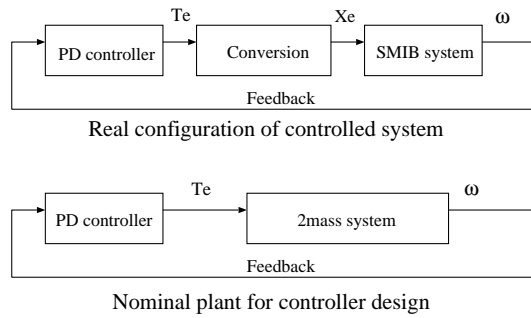 Te
Xe
ω
PD controller
Conversion
SMIB system
Feedback
Real configuration of controlled system
Te
ω
PD controller
2mass system
Feedback
Nominal plant for controller design